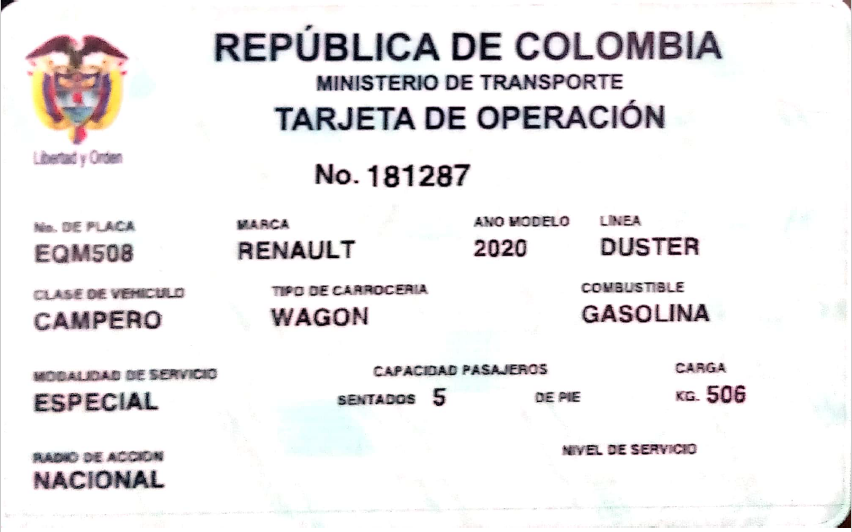 REPÚBLICA DE COLOMBIA
MINISTERIO DE TRANSPORTE
TARJETA DE OPERACIÓN
Libertad y Orden
No. 181287
No. DE PLACA MARCA AÑO MODELO LINEA
EQM508 RENAULT 2020 DUSTER
CLASE DE VEHICULO TIPO DE CARROCERIA COMBUSTIBLE
CAMPERO WAGON GASOLINA
MODALIDAD DE SERVICIO CAPACIDAD PASAJEROS CARGA
ESPECIAL SENTADOS 5 DE PIE KG. 506
RADIO DE ACCION NIVEL DE SERVICIO
NACIONAL